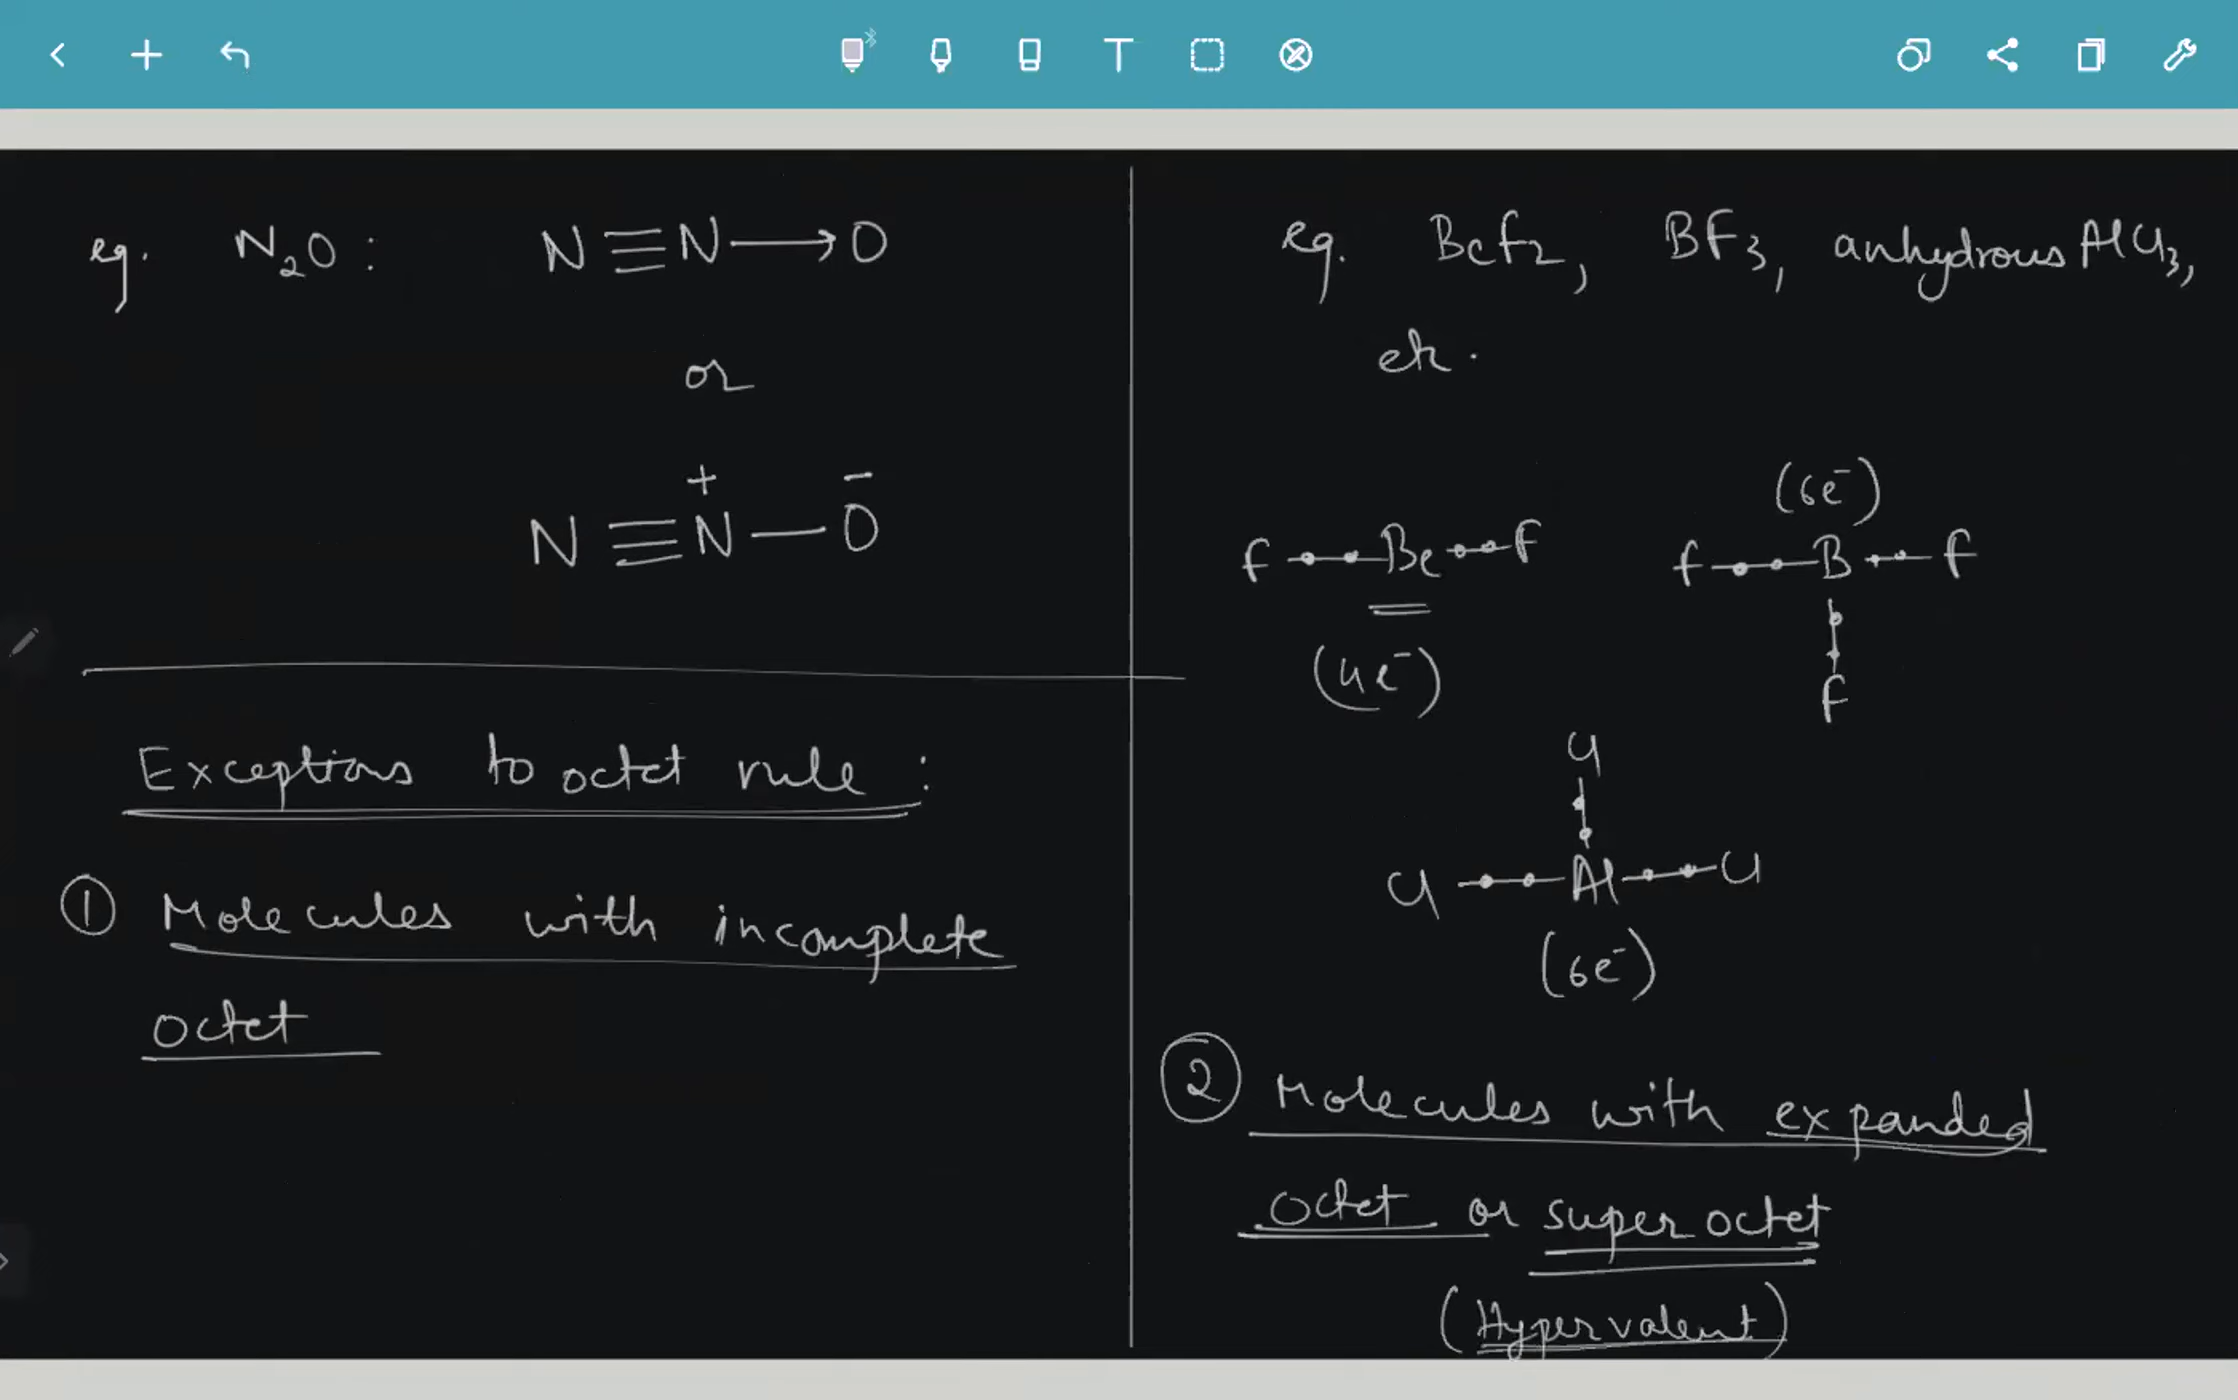 eg. N₂O : N≡N→O
or
N≡N⁺—O⁻
Exceptions to octet rule :
① Molecules with incomplete
octet
eg. BeF₂, BF₃, anhydrous AlCl₃,
etc.
(6e⁻)
F—Be—F F—B—F
(4e⁻)
F
Cl
Cl—Al—Cl
(6e⁻)
② Molecules with expanded
octet or super octet
(Hypervalent)